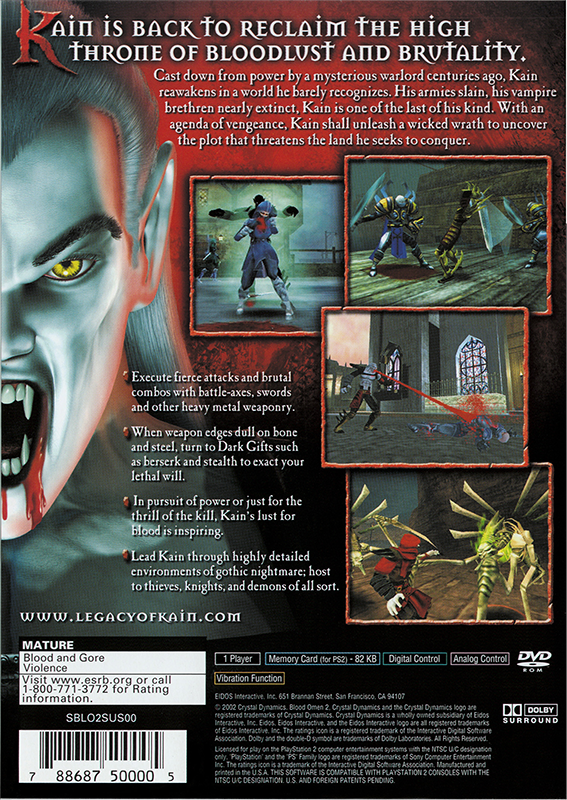 KAIN IS BACK TO RECLAIM THE HIGH
THRONE OF BLOODLUST AND BRUTALITY.
Cast down from power by a mysterious warlord centuries ago, Kain
reawakens in a world he barely recognizes. His armies slain, his vampire
brethren nearly extinct, Kain is one of the last of his kind. With an
agenda of vengeance, Kain shall unleash a wicked wrath to uncover
the plot that threatens the land he seeks to conquer.
Execute fierce attacks and brutal
combos with battle-axes, swords
and other heavy metal weaponry.
When weapon edges dull on bone
and steel, turn to Dark Gifts such
as berserk and stealth to exact your
lethal will.
In pursuit of power or just for the
thrill of the kill, Kain's lust for
blood is inspiring.
Lead Kain through highly detailed
environments of gothic nightmare; host
to thieves, knights, and demons of all sort.
WWW.LEGACYOFKAIN.COM
MATURE
Blood and Gore
Violence
Visit www.esrb.org or call
1-800-771-3772 for Rating
information.
SBLO2SUS00
7 88687 50000 5
1 Player
Memory Card (for PS2) - 82 KB
Digital Control
Analog Control
DVD
ROM
Vibration Function
EIDOS Interactive. Inc. 651 Brannan Street. San Francisco, CA 94107
© 2002 Crystal Dynamics. Blood Omen 2. Crystal Dynamics and the Crystal Dynamics logo are
registered trademarks of Crystal Dynamics. Crystal Dynamics is a wholly owned subsidiary of Eidos
Interactive, Inc. Eidos, Eidos Interactive, and the Eidos Interactive logo are all registered trademarks
of Eidos Interactive, Inc. The ratings icon is a registered trademark of the Interactive Digital Software
Association. Dolby and the double-D symbol are trademarks of Dolby Laboratories. All Rights Reserved.
Licensed for play on the PlayStation 2 computer entertainment systems with the NTSC U/C designation
only. 'PlayStation' and the 'PS' Family logo are registered trademarks of Sony Computer Entertainment
Inc. The ratings icon is a trademark of the Interactive Digital Software Association. Manufactured and
printed in the U.S.A. THIS SOFTWARE IS COMPATIBLE WITH PLAYSTATION 2 CONSOLES WITH THE
NTSC U/C DESIGNATION. U.S. AND FOREIGN PATENTS PENDING.
DOLBY
SURROUND